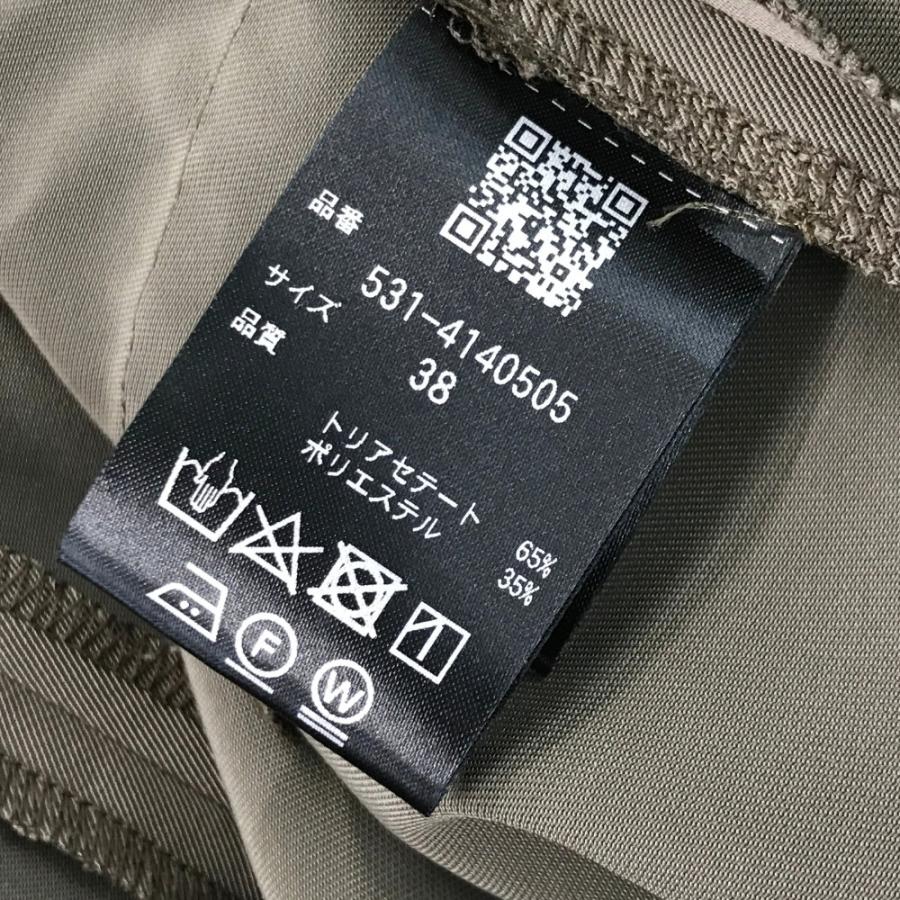 品番 531-4140505
サイズ 38
品質
トリアセテート 65%
ポリエステル 35%
F
W